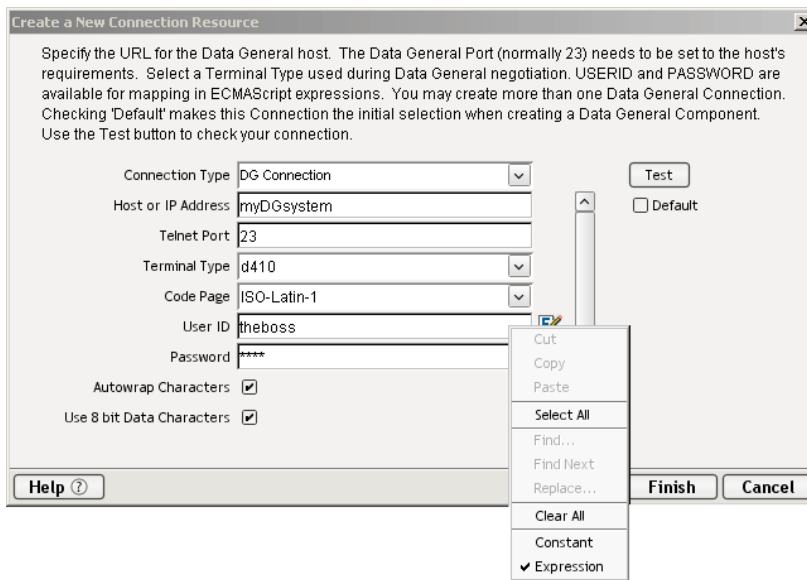 Create a New Connection Resource
Specify the URL for the Data General host. The Data General Port (normally 23) needs to be set to the host's
requirements. Select a Terminal Type used during Data General negotiation. USERID and PASSWORD are
available for mapping in ECMAScript expressions. You may create more than one Data General Connection.
Checking 'Default' makes this Connection the initial selection when creating a Data General Component.
Use the Test button to check your connection.
Connection Type DG Connection Test
Host or IP Address myDGsystem Default
Telnet Port 23
Terminal Type d410
Code Page ISO-Latin-1
User ID theboss
Password ****
Autowrap Characters
Use 8 bit Data Characters
Cut
Copy
Paste
Select All
Find...
Find Next
Replace...
Clear All
Constant
Expression
Help ? Finish Cancel